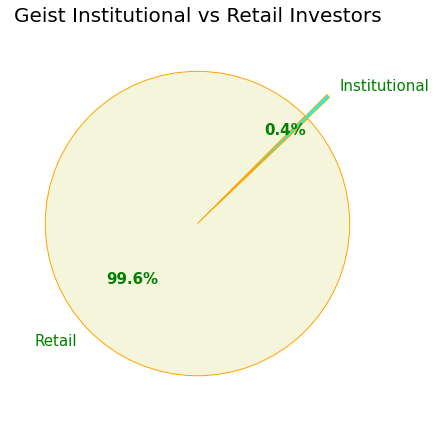 Geist Institutional vs Retail Investors
Institutional
0.4%
99.6%
Retail